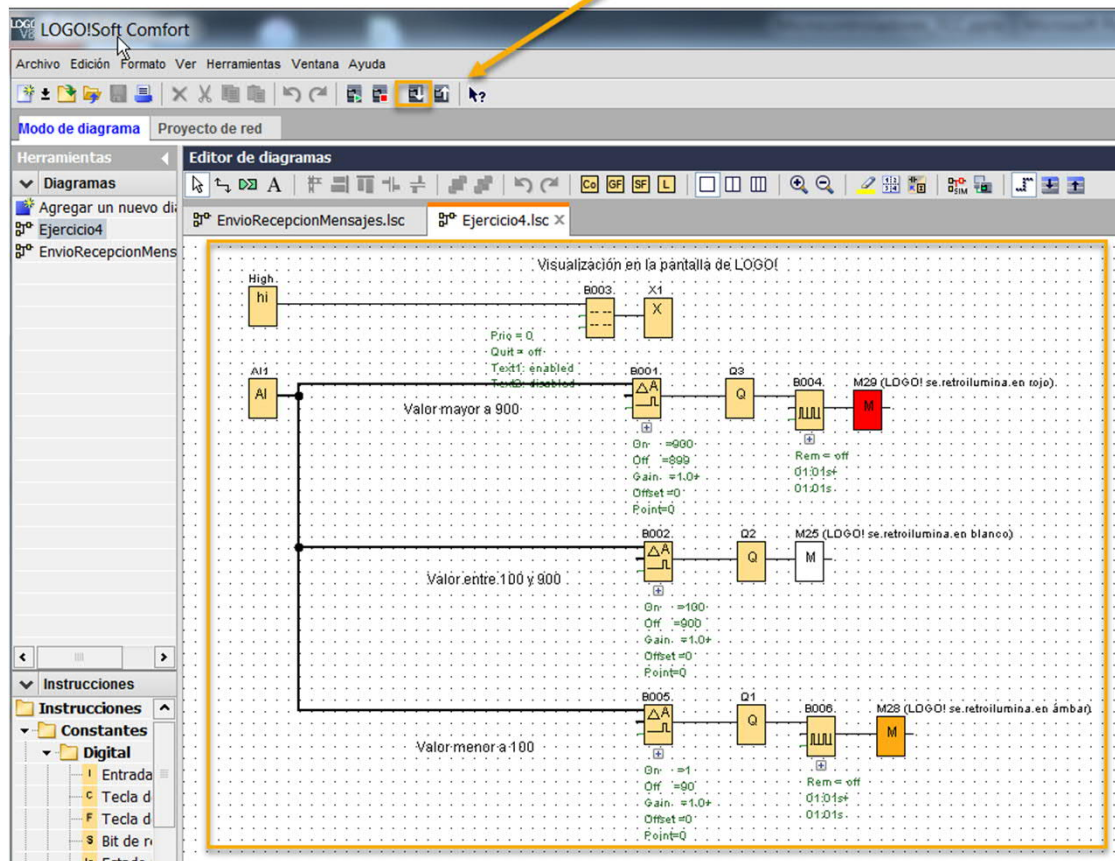 LOGO!Soft Comfort
Archivo Edición Formato Ver Herramientas Ventana Ayuda
Modo de diagrama Proyecto de red
Herramientas
Editor de diagramas
Diagramas
A
Co GF SF L
SIM
Agregar un nuevo di
Ejercicio4
EnvioRecepcionMens
EnvioRecepcionMensajes.lsc
Ejercicio4.lsc
Visualización en la pantalla de LOGO!
High
hi
B003
X1
X
Prio = 0
Quit = off
Text1: enabled
Text2: disabled
AI1
AI
Valor mayor a 900
B001
A
Q3
Q
B004
M29 (LOGO! se retroilumina en rojo)
M
On =900
Off =899
Gain =1.0+
Offset =0
Point=0
Rem = off
01:01s+
01:01s
B002
A
Q2
Q
M25 (LOGO! se retroilumina en blanco)
M
Valor entre 100 y 900
On =100
Off =900
Gain =1.0+
Offset =0
Point=0
B005
A
Q1
Q
B006
M28 (LOGO! se retroilumina en ámbar)
M
Valor menor a 100
On =1
Off =90
Gain =1.0+
Offset =0
Point=0
Rem = off
01:01s+
01:01s
Instrucciones
Instrucciones
Constantes
Digital
I Entrada
C Tecla d
F Tecla d
S Bit de r